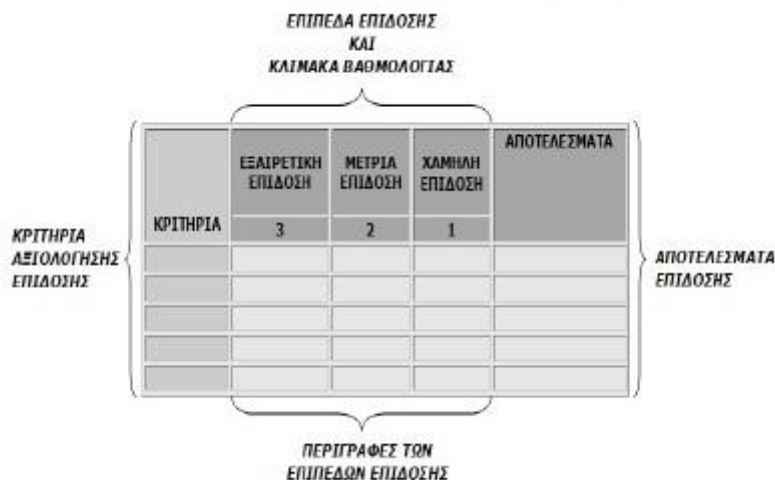 ΕΠΙΠΕΔΑ ΕΠΙΔΟΣΗΣ
ΚΑΙ
ΚΛΙΜΑΚΑ ΒΑΘΜΟΛΟΓΙΑΣ
ΚΡΙΤΗΡΙΑ
ΕΞΑΙΡΕΤΙΚΗ
ΕΠΙΔΟΣΗ
ΜΕΤΡΙΑ
ΕΠΙΔΟΣΗ
ΧΑΜΗΛΗ
ΕΠΙΔΟΣΗ
ΑΠΟΤΕΛΕΣΜΑΤΑ
3
2
1
ΚΡΙΤΗΡΙΑ
ΑΞΙΟΛΟΓΗΣΗΣ
ΕΠΙΔΟΣΗΣ
ΑΠΟΤΕΛΕΣΜΑΤΑ
ΕΠΙΔΟΣΗΣ
ΠΕΡΙΓΡΑΦΕΣ ΤΩΝ
ΕΠΙΠΕΔΩΝ ΕΠΙΔΟΣΗΣ